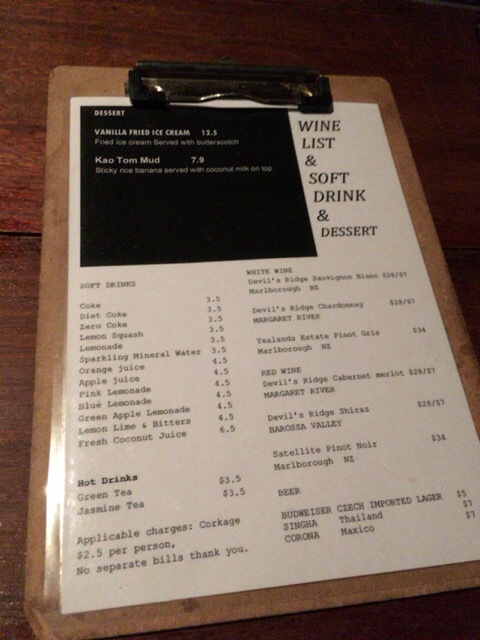 DESSERT
VANILLA FRIED ICE CREAM 12.5
Fried ice cream Served with butterscotch
Kao Tom Mud 7.9
Sticky rice banana served with coconut milk on top
WINE
LIST
&
SOFT
DRINK
&
DESSERT
SOFT DRINKS
Coke 3.5
Diet Coke 3.5
Zero Coke 3.5
Lemon Squash 3.5
Lemonade 3.5
Sparkling Mineral Water 3.5
Orange juice 4.5
Apple juice 4.5
Pink Lemonade 4.5
Blue Lemonade 4.5
Green Apple Lemonade 4.5
Lemon Lime & Bitters 4.5
Fresh Coconut Juice 6.5
Hot Drinks
Green Tea $3.5
Jasmine Tea $3.5
Applicable charges: Corkage
$2.5 per person,
No separate bills thank you.
WHITE WINE
Devil's Ridge Sauvignon Blanc $28/$7
Marlborough NZ
Devil's Ridge Chardonnay $28/$7
MARGARET RIVER
Yealands Estate Pinot Gris $34
Marlborough NZ
RED WINE
Devil's Ridge Cabernet merlot $28/$7
MARGARET RIVER
Devil's Ridge Shiraz $28/$7
BAROSSA VALLEY
Satellite Pinot Noir $34
Marlborough NZ
BEER
BUDWEISER CZECH IMPORTED LAGER $5
SINGHA Thailand $7
CORONA Maxico $7